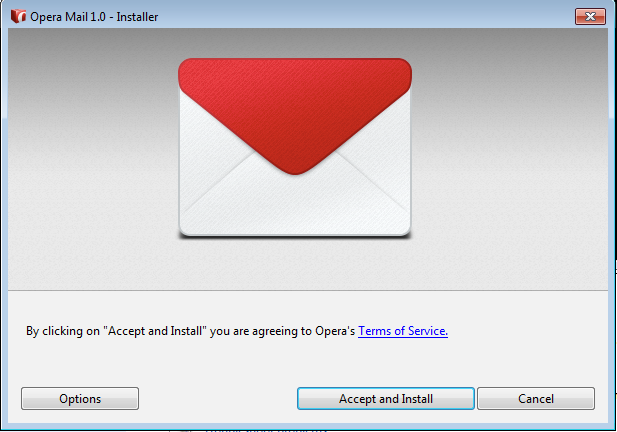 Opera Mail 1.0 - Installer
By clicking on "Accept and Install" you are agreeing to Opera's Terms of Service.
Options
Accept and Install
Cancel